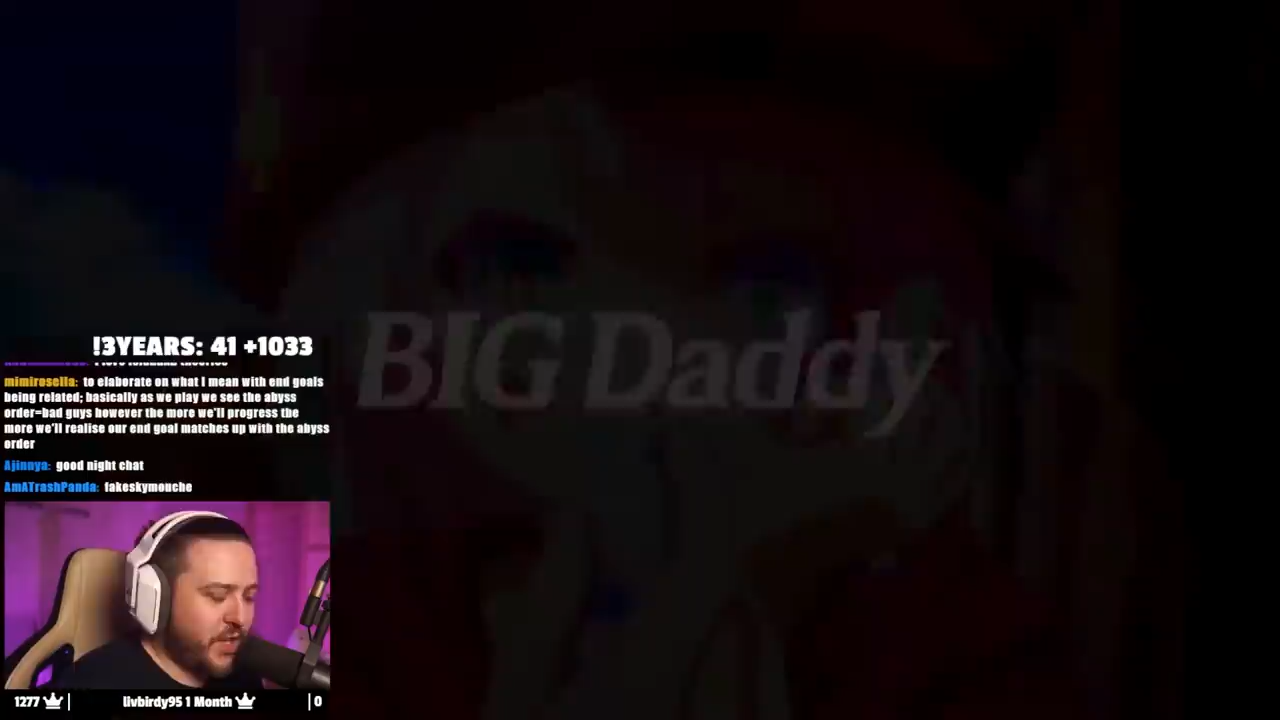 BIG Daddy
!3YEARS: 41 +1033
mimirosella: to elaborate on what I mean with end goals
being related; basically as we play we see the abyss
order=bad guys however the more we'll progress the
more we'll realise our end goal matches up with the abyss
order
Ajinnya: good night chat
AmATrashPanda: fakeskymouche
1277 | llvbirdy95 1 Month | 0